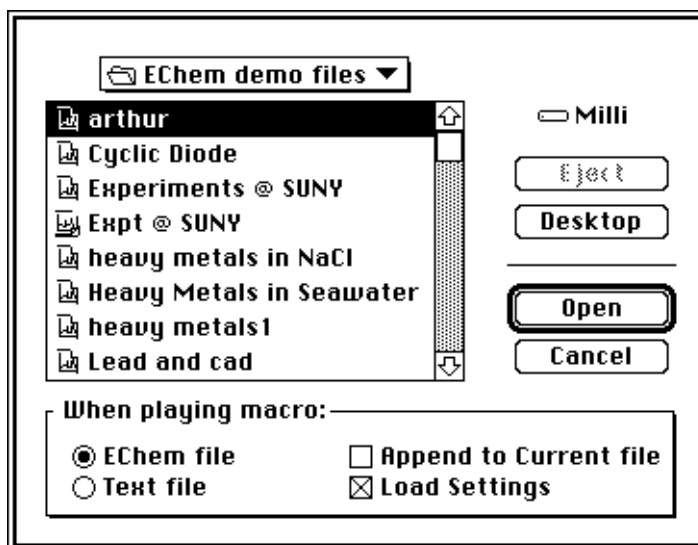 EChem demo files
arthur
Cyclic Diode
Experiments @ SUNY
Expt @ SUNY
heavy metals in NaCl
Heavy Metals in Seawater
heavy metals1
Lead and cad
Milli
Eject
Desktop
Open
Cancel
When playing macro:
EChem file
Text file
Append to Current file
Load Settings